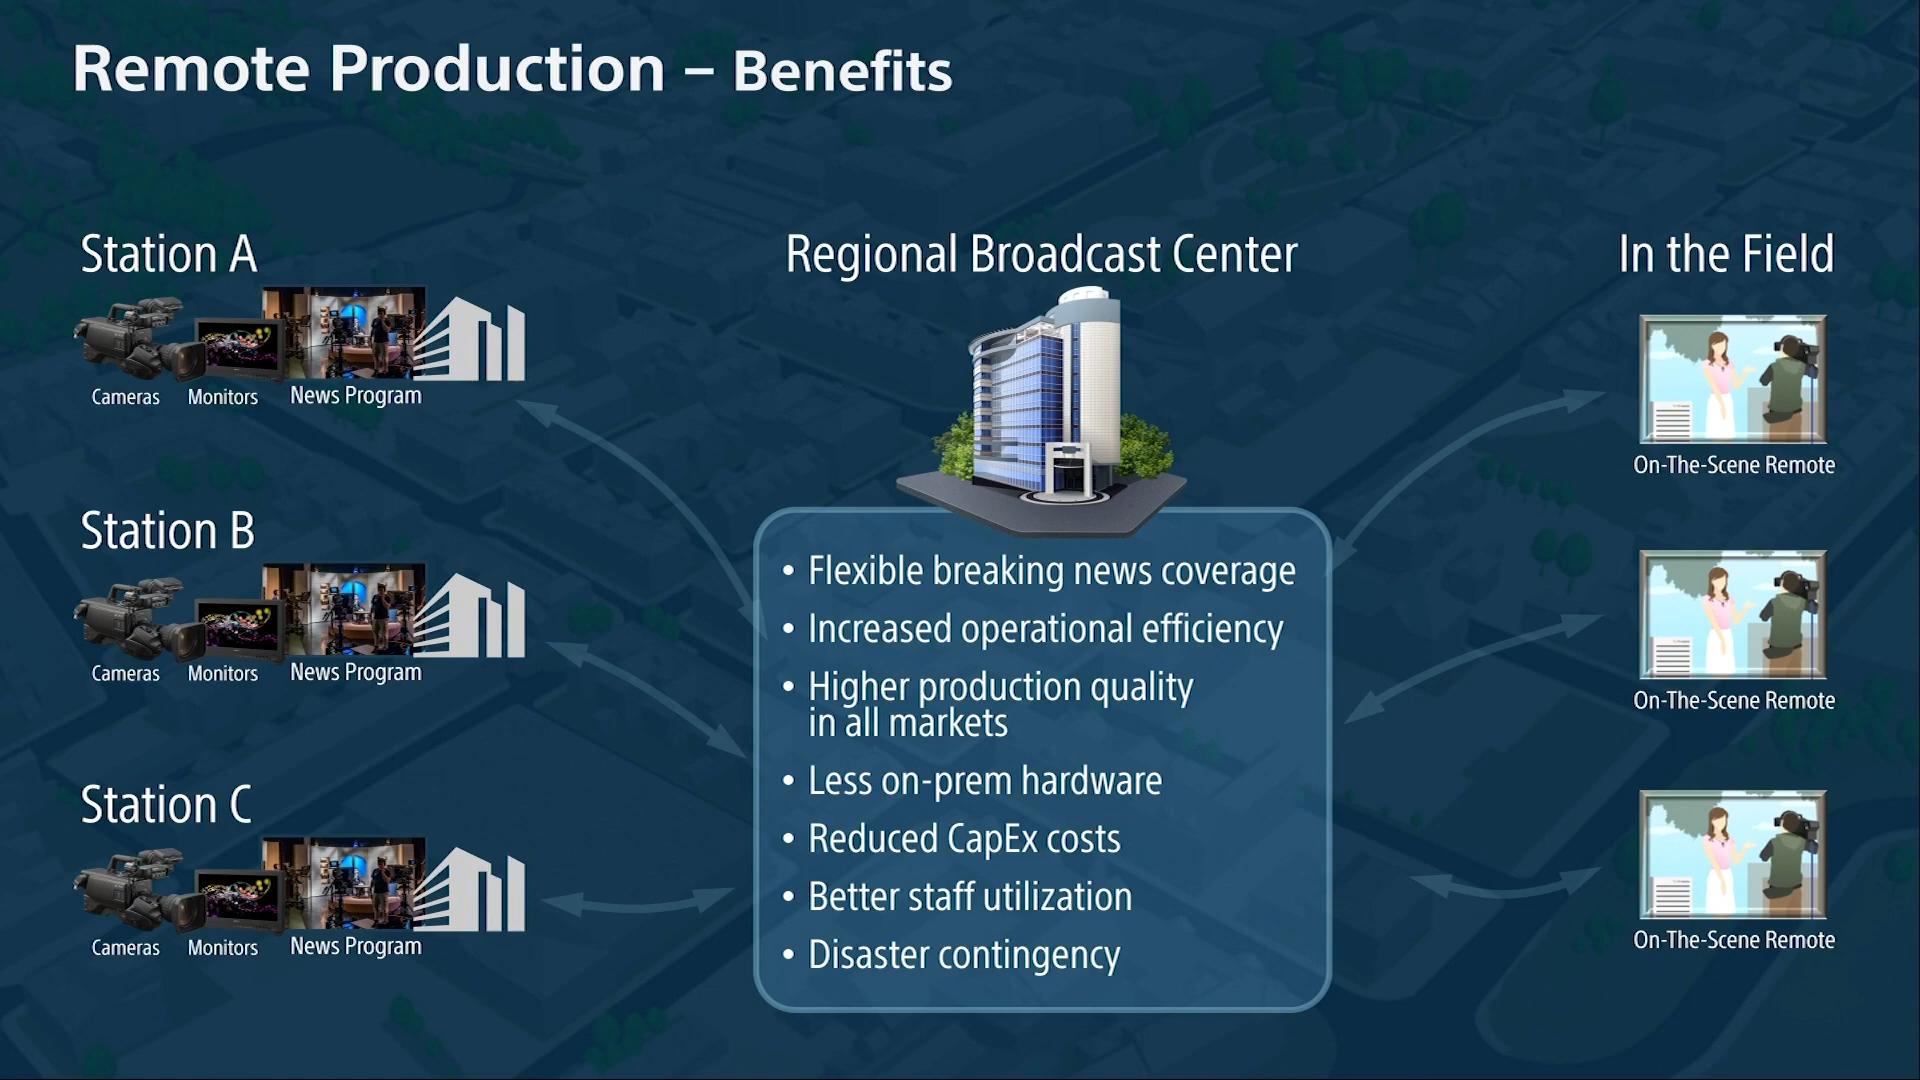 Remote Production – Benefits
Station A
Cameras Monitors News Program
Station B
Cameras Monitors News Program
Station C
Cameras Monitors News Program
Regional Broadcast Center
• Flexible breaking news coverage
• Increased operational efficiency
• Higher production quality
in all markets
• Less on-prem hardware
• Reduced CapEx costs
• Better staff utilization
• Disaster contingency
In the Field
On-The-Scene Remote
On-The-Scene Remote
On-The-Scene Remote